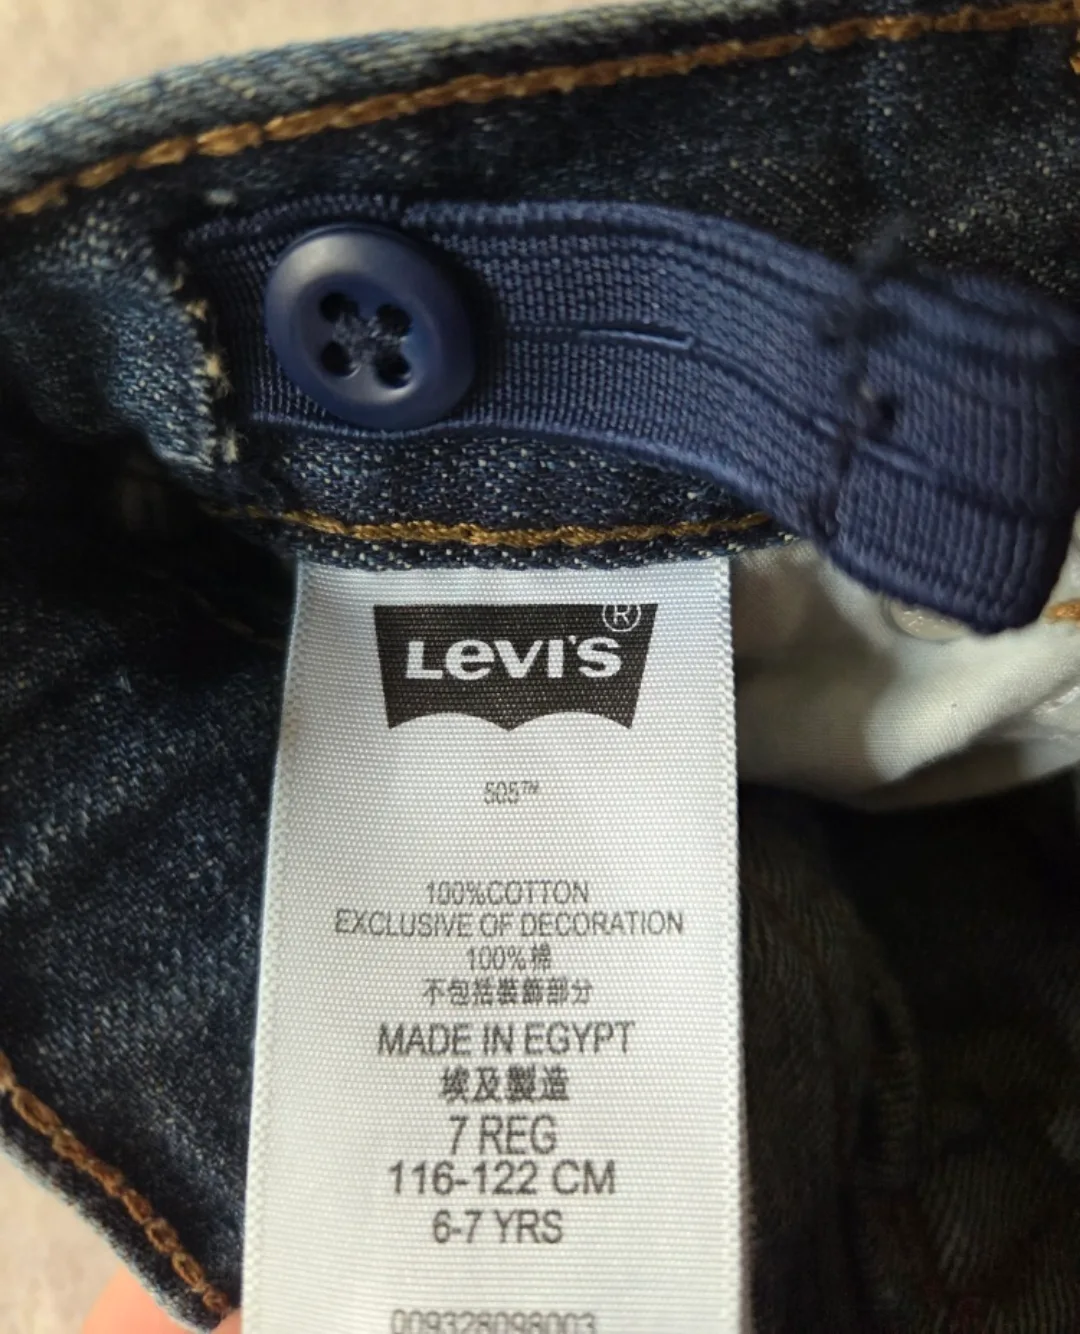 Levi's®
505™
100%COTTON
EXCLUSIVE OF DECORATION
100%棉
不包括裝飾部分
MADE IN EGYPT
埃及製造
7 REG
116-122 CM
6-7 YRS
009328098003